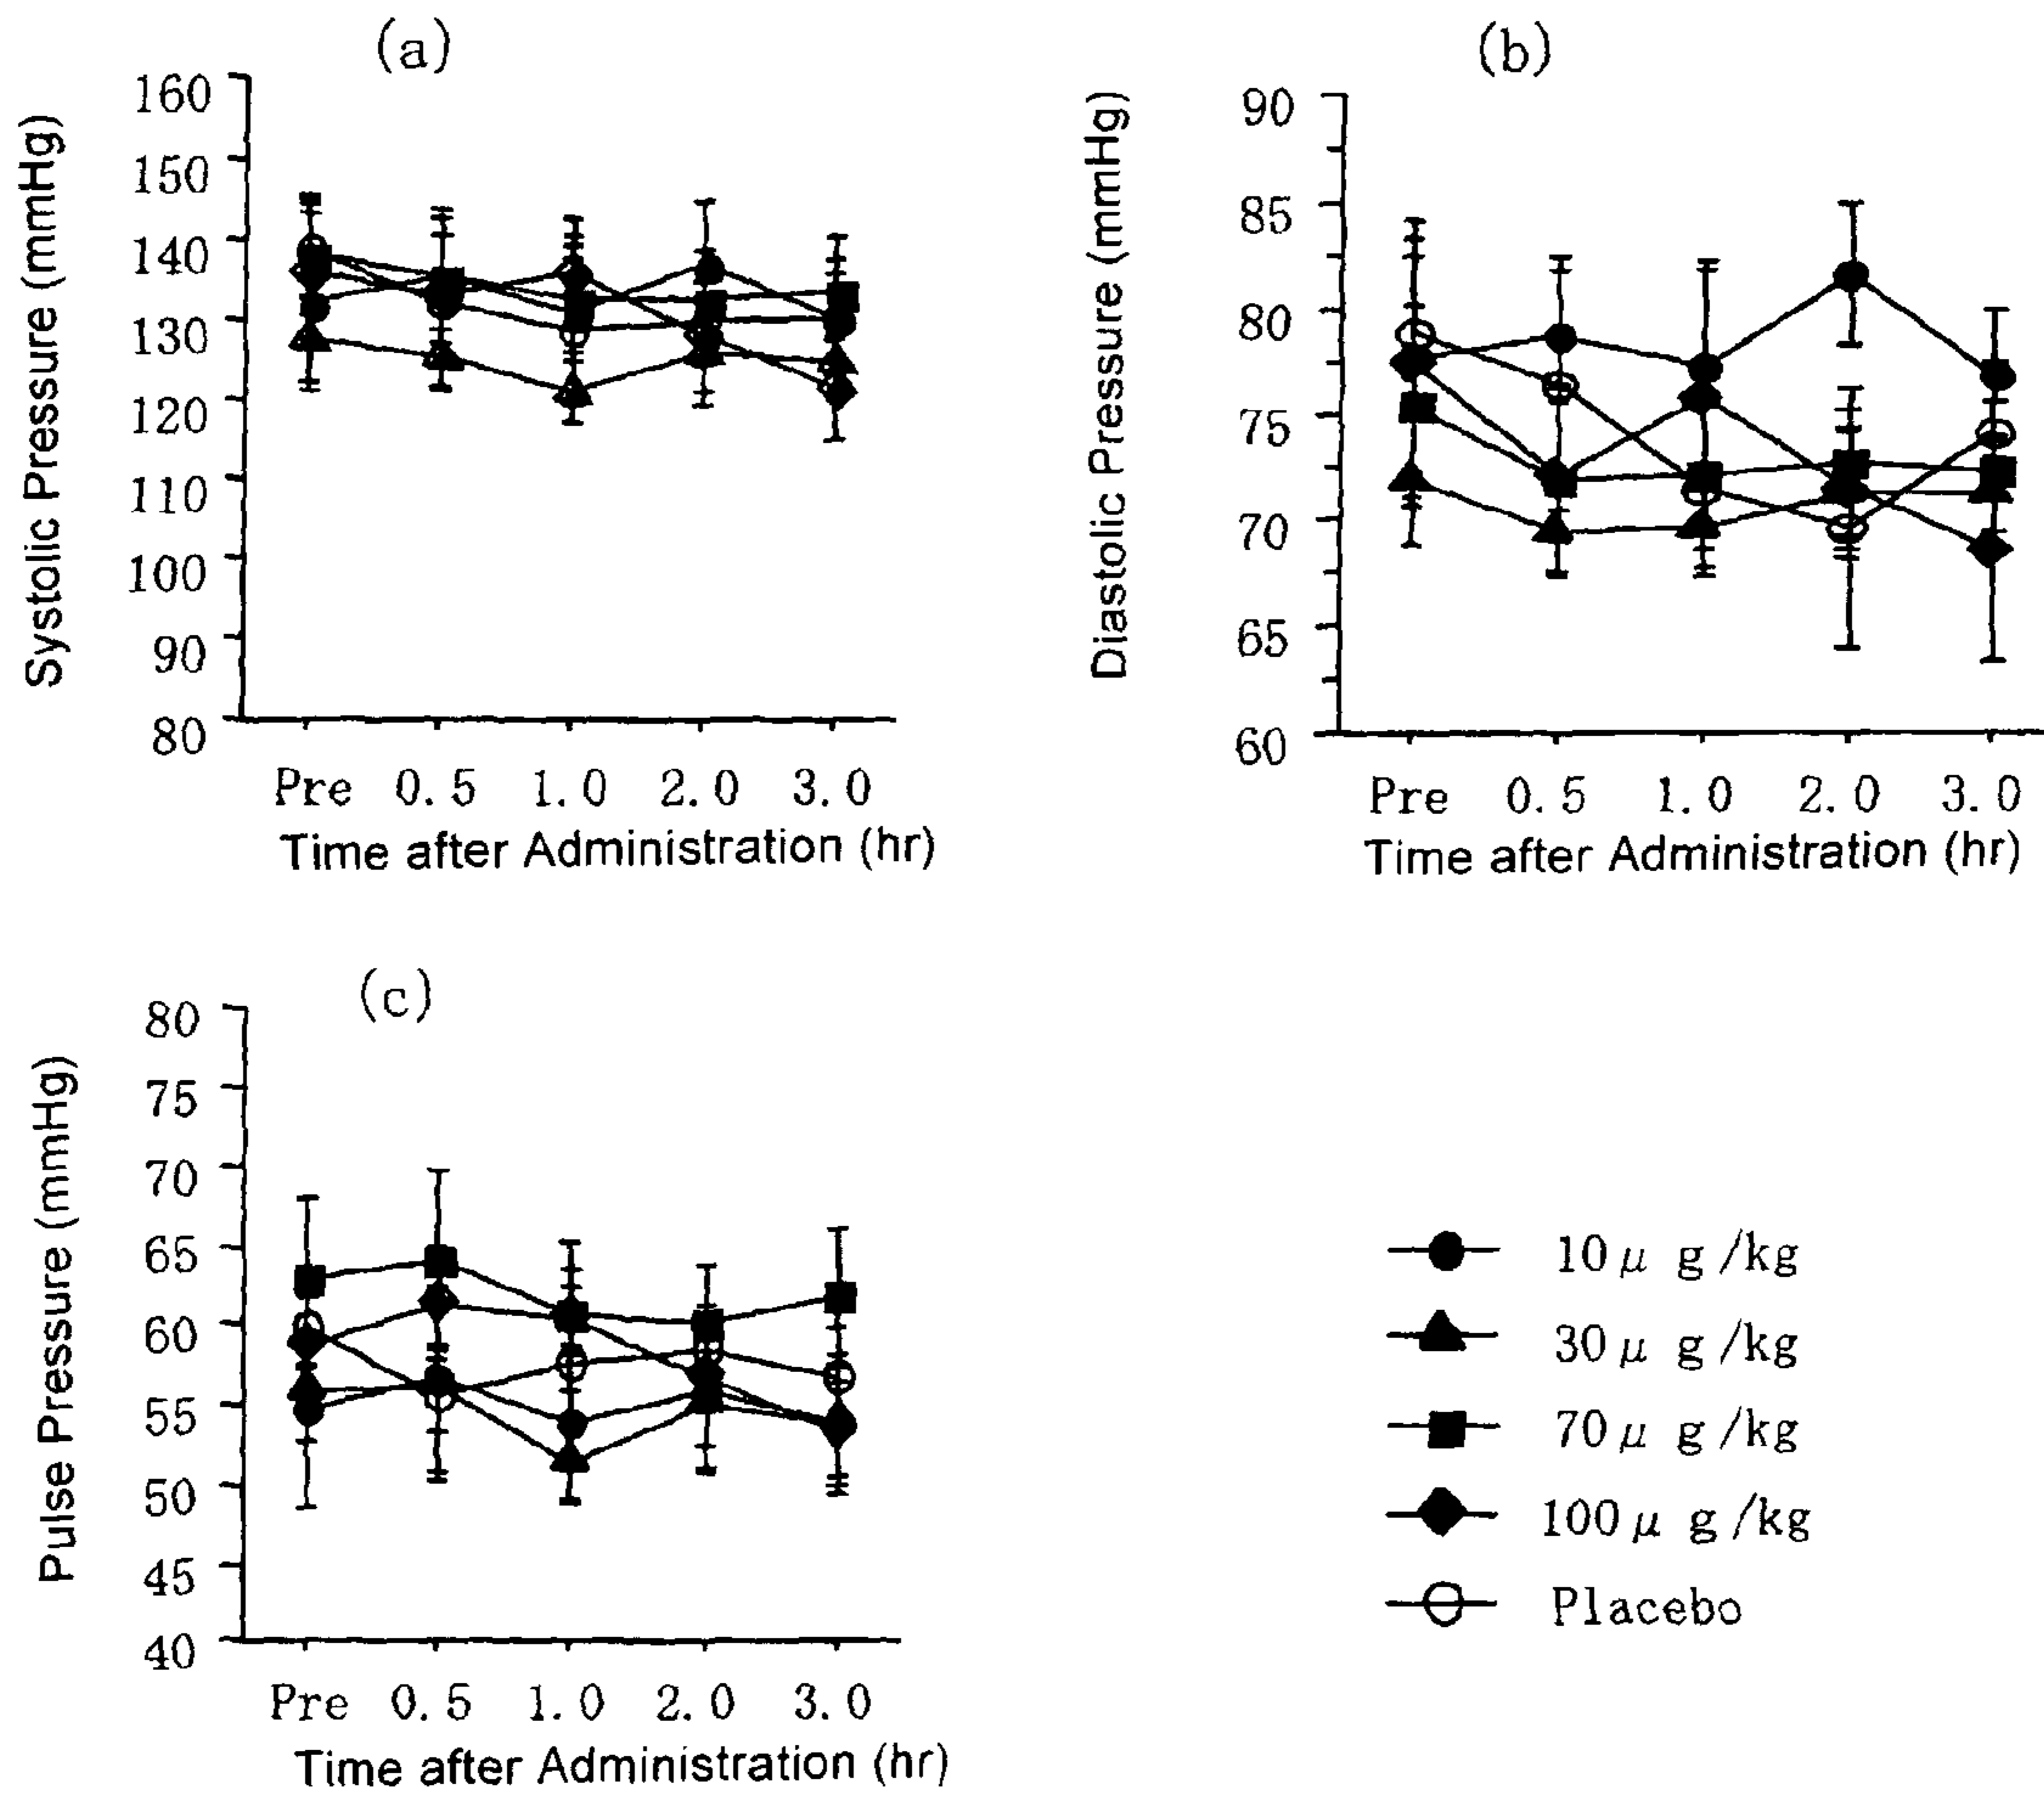 (a)
Systolic Pressure (mmHg)
160
150
140
130
120
110
100
90
80
Pre 0.5 1.0 2.0 3.0
Time after Administration (hr)
(b)
Diastolic Pressure (mmHg)
90
85
80
75
70
65
60
Pre 0.5 1.0 2.0 3.0
Time after Administration (hr)
(c)
Pulse Pressure (mmHg)
80
75
70
65
60
55
50
45
40
Pre 0.5 1.0 2.0 3.0
Time after Administration (hr)
10μ g/kg
30μ g/kg
70μ g/kg
100μ g/kg
Placebo